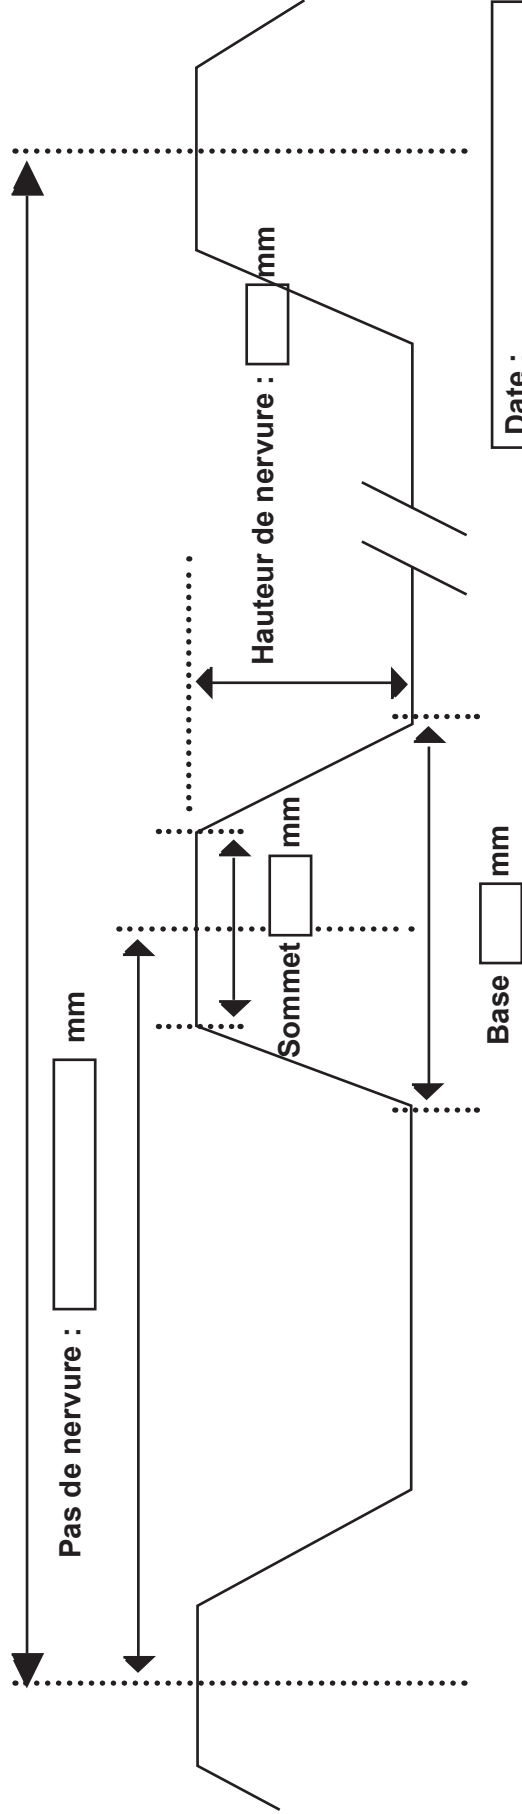 Pas de nervure : mm
Hauteur de nervure : mm
Sommet mm
Base mm
Date :